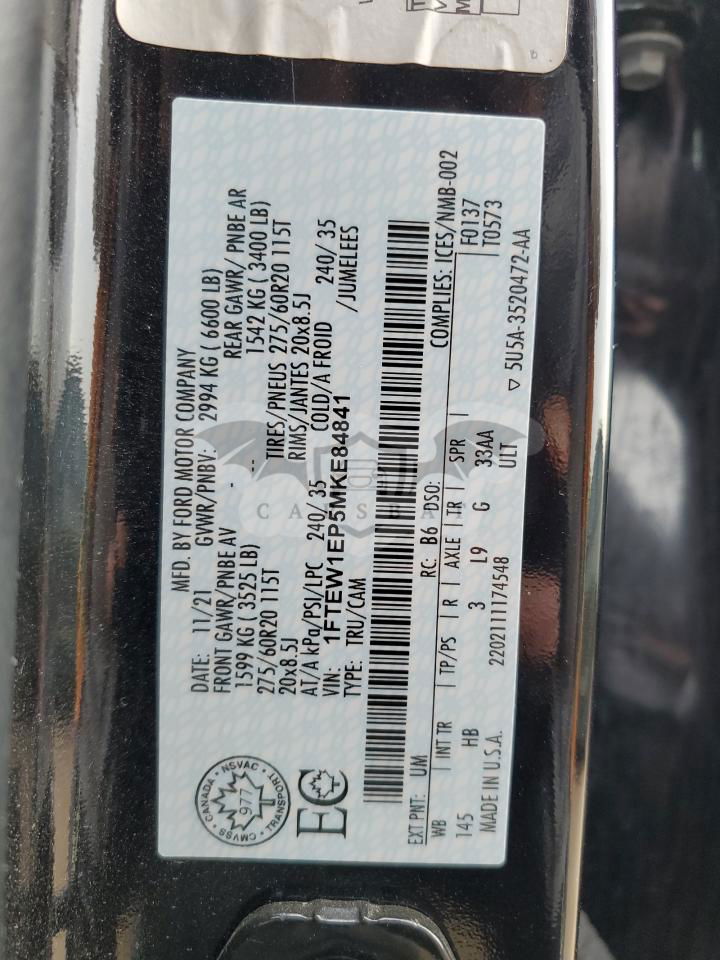 MFD. BY FORD MOTOR COMPANY
DATE: 11/21 GVWR/PNBV: 2994 KG ( 6600 LB)
FRONT GAWR/PNBE AV REAR GAWR/ PNBE AR
1599 KG ( 3525 LB) - -- 1542 KG ( 3400 LB)
275/60R20 115T TIRES/PNEUS 275/60R20 115T
20x8.5J RIMS/JANTES 20x8.5J
AT/A kPa/PSI/LPC 240/ 35 COLD/A FROID 240/ 35
VIN: 1FTEW1EP5MKE84841 /JUMELEES
TYPE: TRU/CAM
CANADA • NSVAC • TRANSPORT • CMVSS •
977
EC
EXT PNT: UM RC: B6 DSO: COMPLIES: ICES/NMB-002
WB | INT TR | TP/PS | R | AXLE | TR | SPR | F0137
145 HB 3 L9 G 33AA T0573
MADE IN U.S.A. 2202111174548 ULT
▽ 5U5A-3520472-AA